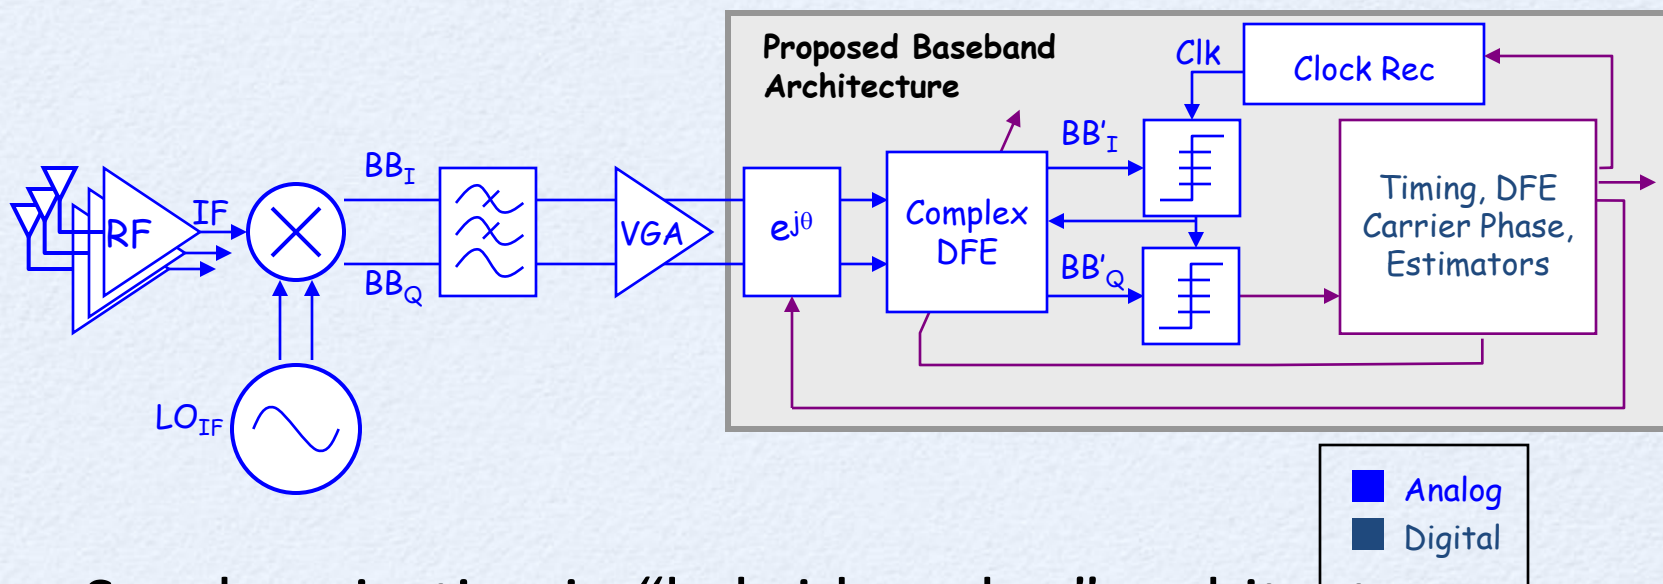 Proposed Baseband
Architecture
Clk
Clock Rec
BB'I
BBI
IF
RF
VGA
ejθ
Complex
DFE
Timing, DFE
Carrier Phase,
Estimators
BBQ
BB'Q
LOIF
Analog
Digital